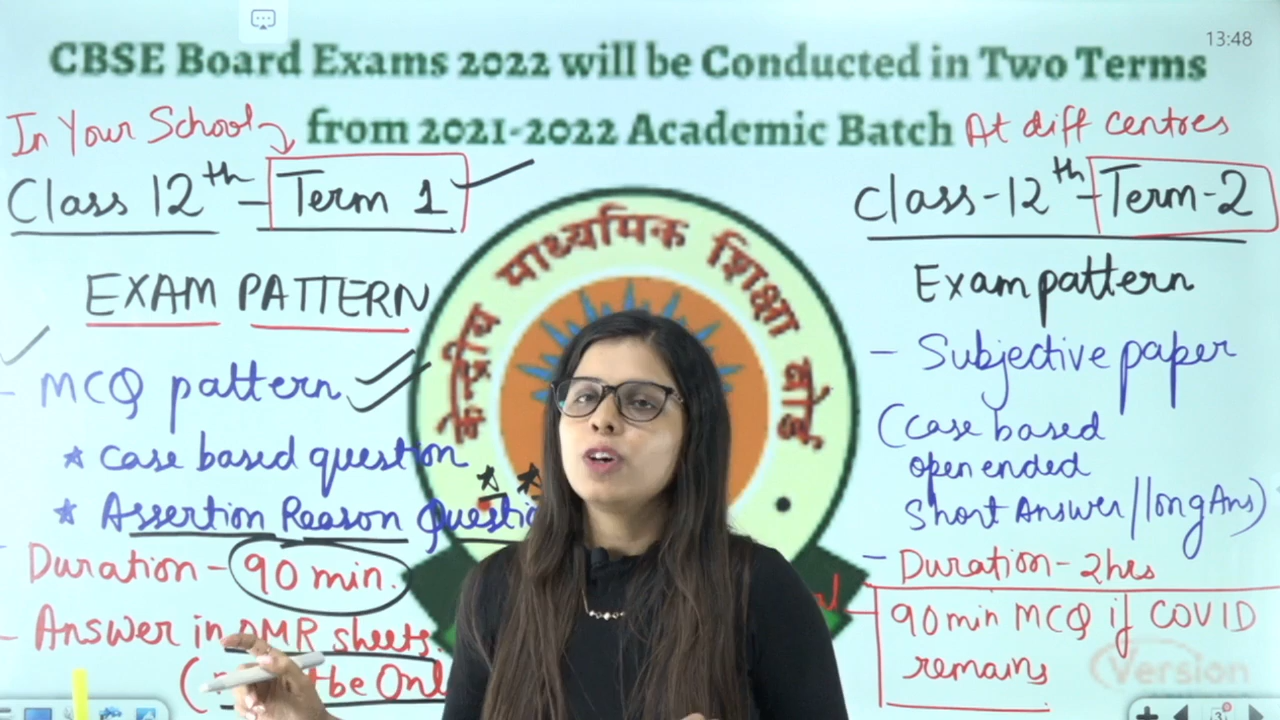 13:48
CBSE Board Exams 2022 will be Conducted in Two Terms
from 2021-2022 Academic Batch
In Your School
Class 12th - Term 1
EXAM PATTERN
- MCQ pattern
* Case based question
* Assertion Reason
- Duration - 90 min.
- Answer in OMR sheets.
केन्द्रीय माध्यमिक शिक्षा बोर्ड
At diff centres
Class-12th-Term-2
Exam pattern
- Subjective paper
(Case based
open ended
Short Answer/long Ans)
- Duration - 2hrs
90 min MCQ if COVID
remains
Version